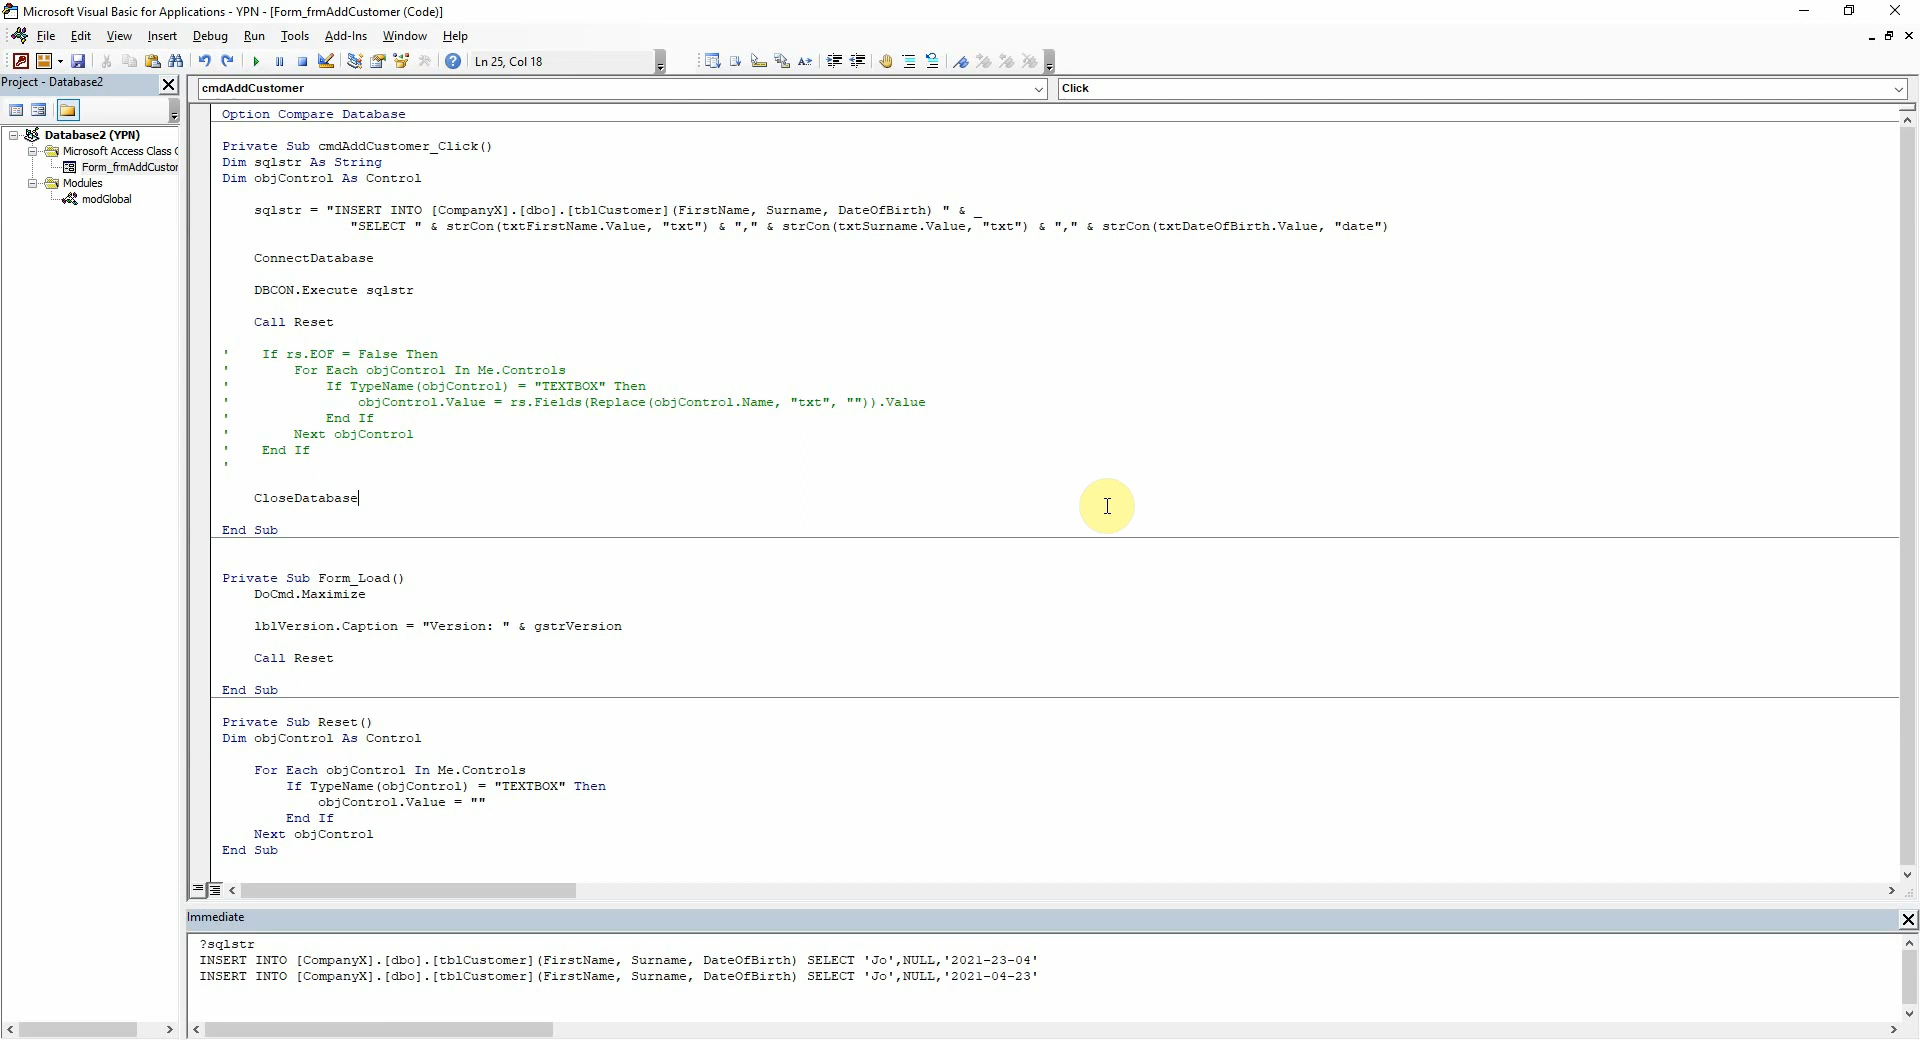 Microsoft Visual Basic for Applications - YPN - [Form_frmAddCustomer (Code)]
File Edit View Insert Debug Run Tools Add-Ins Window Help
Ln 25, Col 18
Project - Database2
cmdAddCustomer
Click
Database2 (YPN)
Microsoft Access Class
Form_frmAddCustor
Modules
modGlobal
Option Compare Database
Private Sub cmdAddCustomer_Click()
Dim sqlstr As String
Dim objControl As Control
sqlstr = "INSERT INTO [CompanyX].[dbo].[tblCustomer](FirstName, Surname, DateOfBirth) " & _
"SELECT " & strCon(txtFirstName.Value, "txt") & "," & strCon(txtSurname.Value, "txt") & "," & strCon(txtDateOfBirth.Value, "date")
ConnectDatabase
DBCON.Execute sqlstr
Call Reset
' If rs.EOF = False Then
' For Each objControl In Me.Controls
' If TypeName(objControl) = "TEXTBOX" Then
' objControl.Value = rs.Fields(Replace(objControl.Name, "txt", "")).Value
' End If
' Next objControl
' End If
'
CloseDatabase
End Sub
Private Sub Form_Load()
DoCmd.Maximize
lblVersion.Caption = "Version: " & gstrVersion
Call Reset
End Sub
Private Sub Reset()
Dim objControl As Control
For Each objControl In Me.Controls
If TypeName(objControl) = "TEXTBOX" Then
objControl.Value = ""
End If
Next objControl
End Sub
Immediate
?sqlstr
INSERT INTO [CompanyX].[dbo].[tblCustomer](FirstName, Surname, DateOfBirth) SELECT 'Jo',NULL,'2021-23-04'
INSERT INTO [CompanyX].[dbo].[tblCustomer](FirstName, Surname, DateOfBirth) SELECT 'Jo',NULL,'2021-04-23'